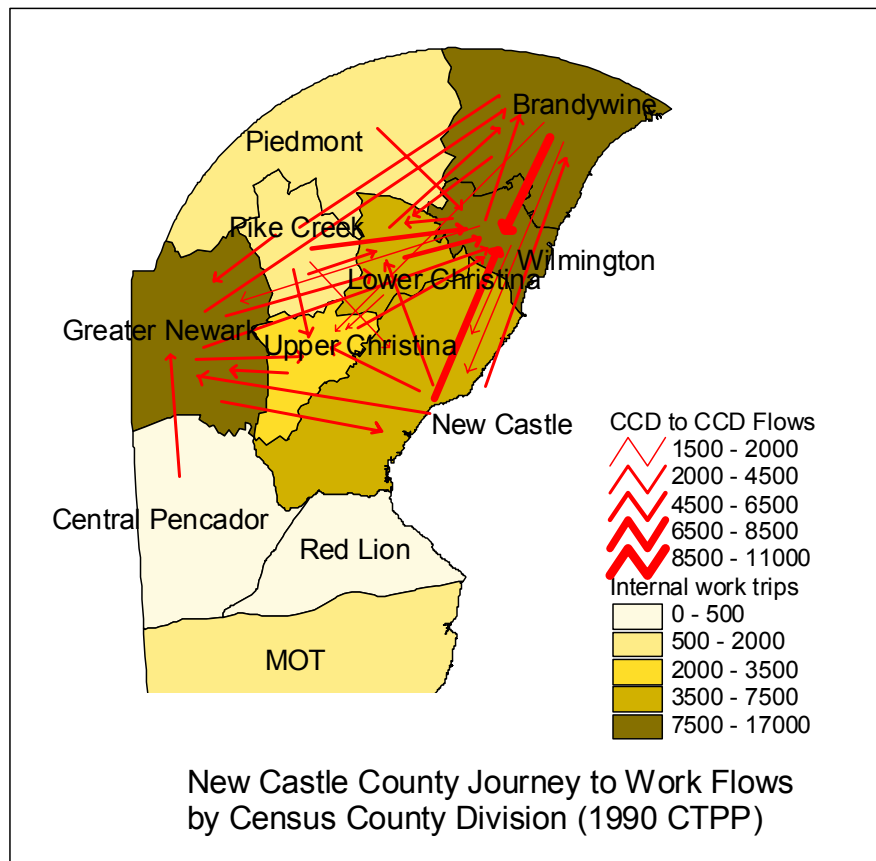 Brandywine
Piedmont
Pike Creek
Wilmington
Lower Christina
Greater Newark
Upper Christina
New Castle
Central Pencador
Red Lion
MOT
CCD to CCD Flows
1500 - 2000
2000 - 4500
4500 - 6500
6500 - 8500
8500 - 11000
Internal work trips
0 - 500
500 - 2000
2000 - 3500
3500 - 7500
7500 - 17000
New Castle County Journey to Work Flows
by Census County Division (1990 CTPP)